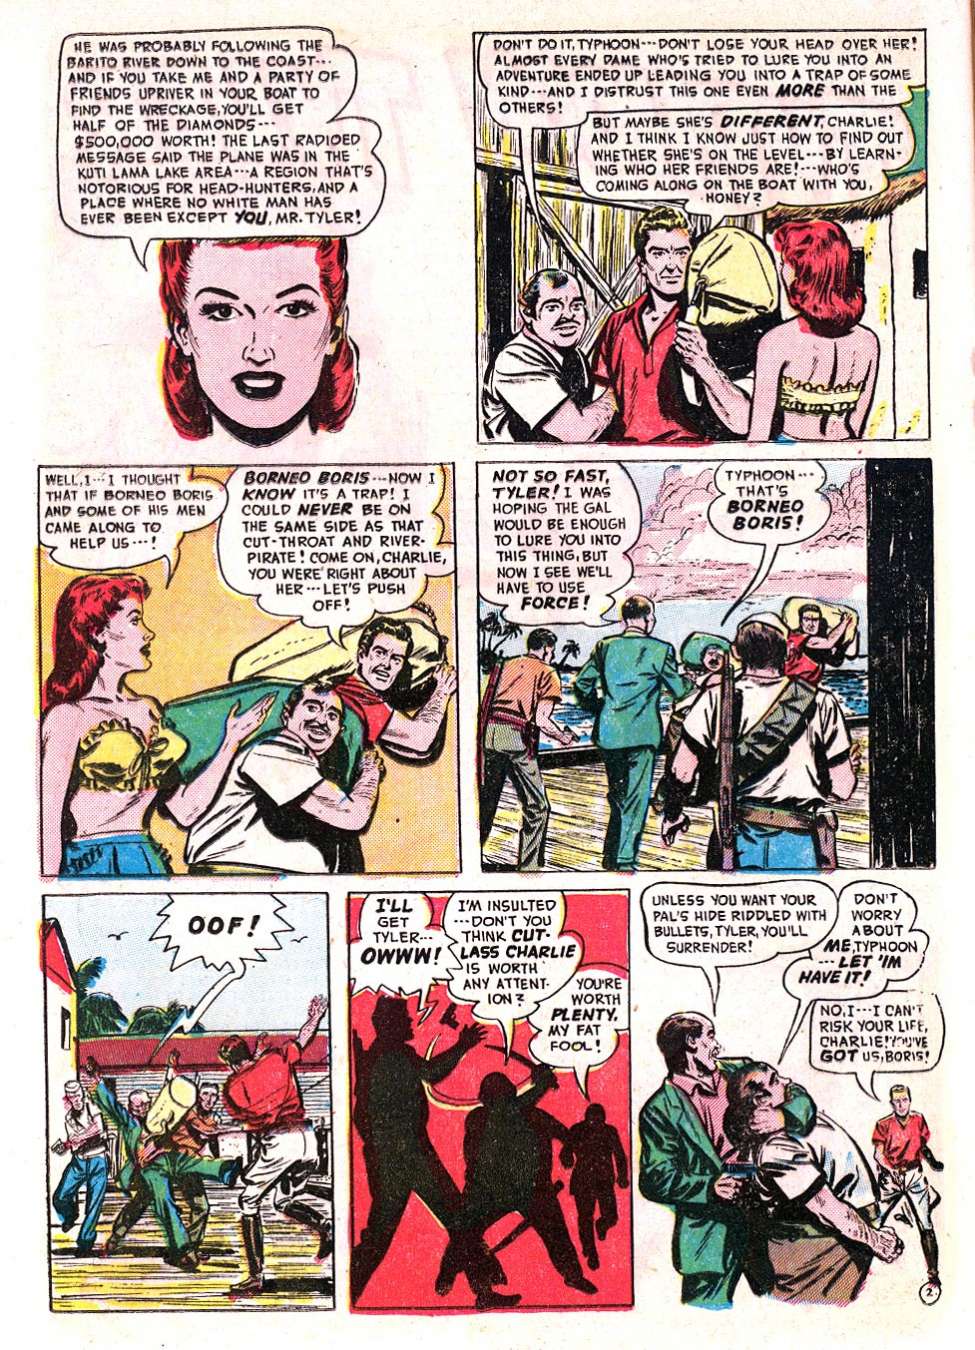 HE WAS PROBABLY FOLLOWING THE
BARITO RIVER DOWN TO THE COAST---
AND IF YOU TAKE ME AND A PARTY OF
FRIENDS UPRIVER IN YOUR BOAT TO
FIND THE WRECKAGE, YOU'LL GET
HALF OF THE DIAMONDS---
$500,000 WORTH! THE LAST RADIOED
MESSAGE SAID THE PLANE WAS IN THE
KUTI LAMA LAKE AREA---A REGION THAT'S
NOTORIOUS FOR HEAD-HUNTERS, AND A
PLACE WHERE NO WHITE MAN HAS
EVER BEEN EXCEPT YOU, MR. TYLER!
DON'T DO IT, TYPHOON---DON'T LOSE YOUR HEAD OVER HER!
ALMOST EVERY DAME WHO'S TRIED TO LURE YOU INTO AN
ADVENTURE ENDED UP LEADING YOU INTO A TRAP OF SOME
KIND---AND I DISTRUST THIS ONE EVEN MORE THAN THE
OTHERS!
BUT MAYBE SHE'S DIFFERENT, CHARLIE!
AND I THINK I KNOW JUST HOW TO FIND OUT
WHETHER SHE'S ON THE LEVEL---BY LEARN-
ING WHO HER FRIENDS ARE!---WHO'S
COMING ALONG ON THE BOAT WITH YOU,
HONEY?
WELL, I---I THOUGHT
THAT IF BORNEO BORIS
AND SOME OF HIS MEN
CAME ALONG TO
HELP US---!
BORNEO BORIS---NOW I
KNOW IT'S A TRAP! I
COULD NEVER BE ON
THE SAME SIDE AS THAT
CUT-THROAT AND RIVER-
PIRATE! COME ON, CHARLIE,
YOU WERE RIGHT ABOUT
HER---LET'S PUSH
OFF!
NOT SO FAST,
TYLER! I WAS
HOPING THE GAL
WOULD BE ENOUGH
TO LURE YOU INTO
THIS THING, BUT
NOW I SEE WE'LL
HAVE TO USE
FORCE!
TYPHOON---
THAT'S
BORNEO
BORIS!
OOF!
I'LL
GET
TYLER---
OWWW!
I'M INSULTED
---DON'T YOU
THINK CUT-
LASS CHARLIE
IS WORTH
ANY ATTENT-
ION?
YOU'RE
WORTH
PLENTY,
MY FAT
FOOL!
UNLESS YOU WANT YOUR
PAL'S HIDE RIDDLED WITH
BULLETS, TYLER, YOU'LL
SURRENDER!
DON'T
WORRY
ABOUT
ME, TYPHOON
---LET 'IM
HAVE IT!
NO, I---I CAN'T
RISK YOUR LIFE,
CHARLIE! YOU'VE
GOT US, BORIS!
2